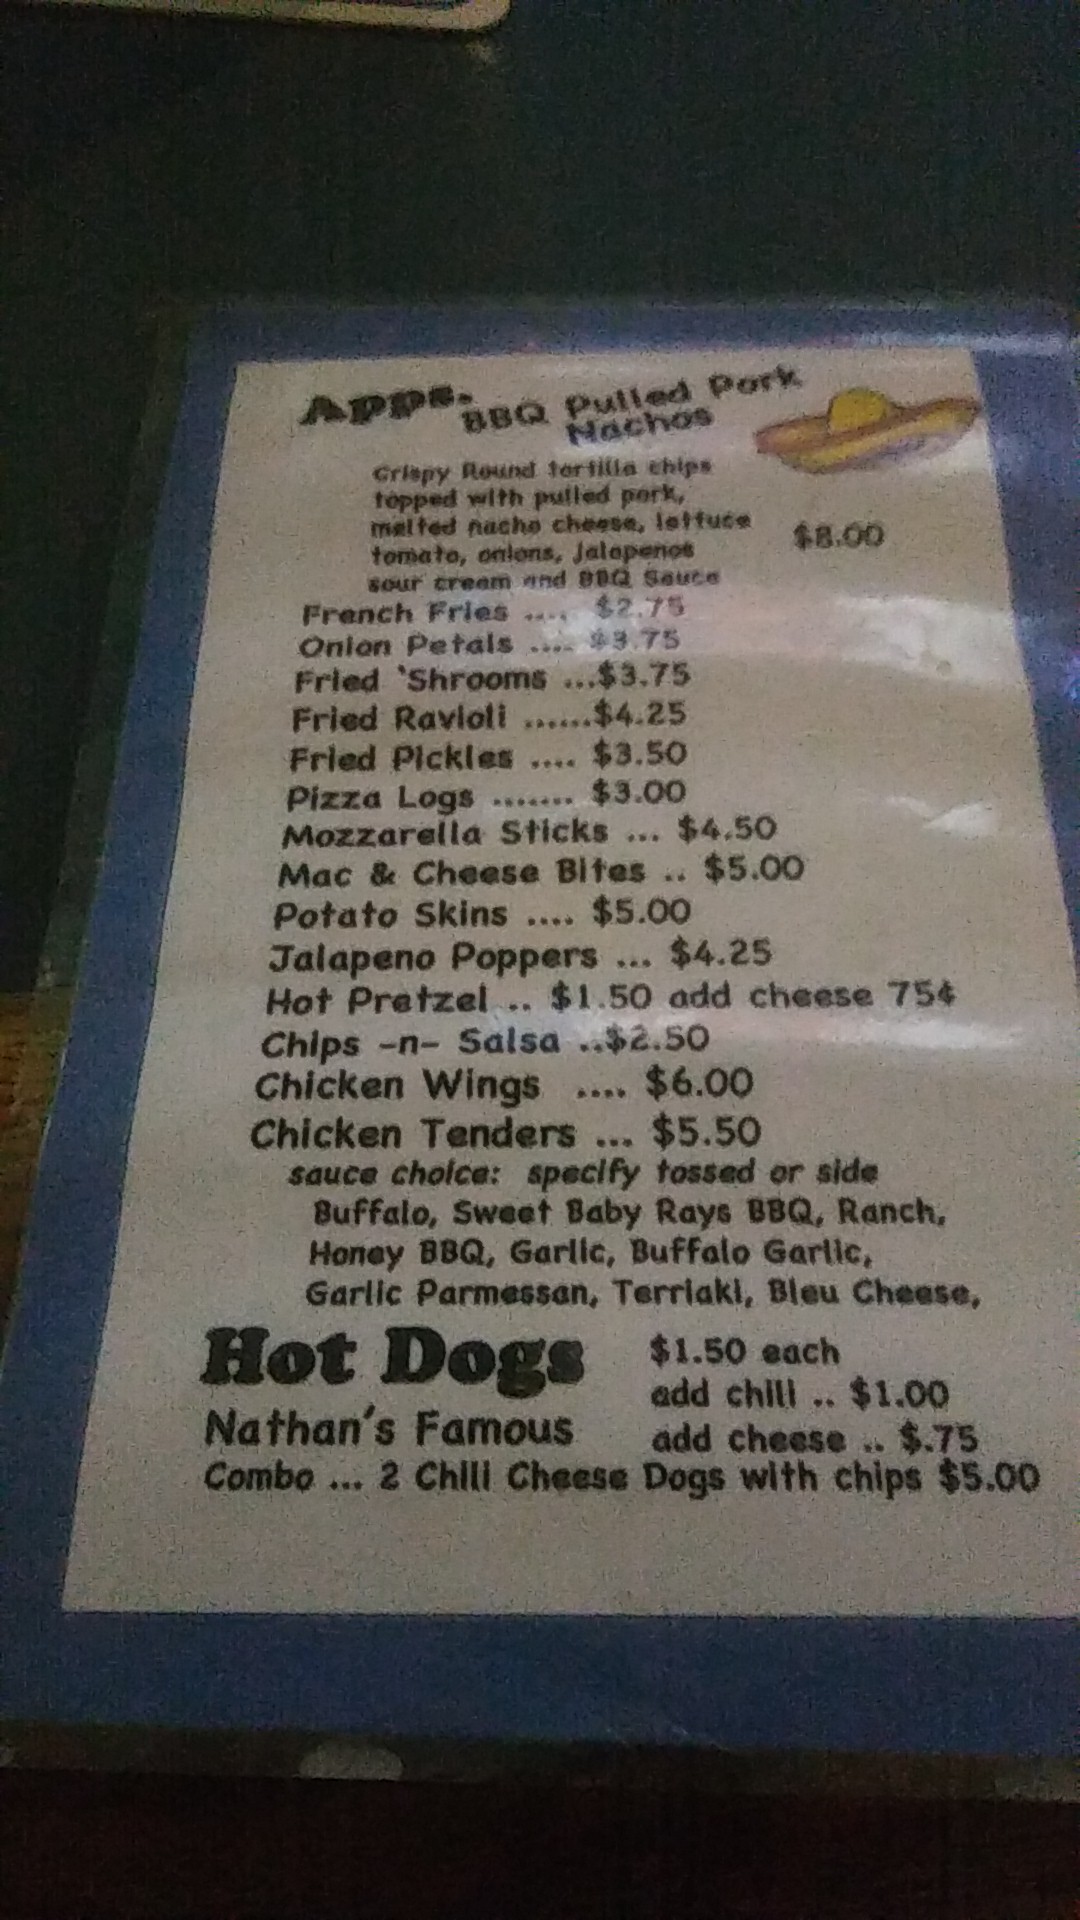 Apps.
BBQ Pulled Pork
Nachos
Crispy Round tortilla chips
topped with pulled pork,
melted nacho cheese, lettuce
tomato, onions, Jalapenos
sour cream and BBQ Sauce
$8.00
French Fries .... $2.75
Onion Petals .... $3.75
Fried 'Shrooms ...$3.75
Fried Ravioli ......$4.25
Fried Pickles .... $3.50
Pizza Logs ....... $3.00
Mozzarella Sticks ... $4.50
Mac & Cheese Bites .. $5.00
Potato Skins .... $5.00
Jalapeno Poppers ... $4.25
Hot Pretzel .. $1.50 add cheese 75¢
Chips -n- Salsa ..$2.50
Chicken Wings .... $6.00
Chicken Tenders ... $5.50
sauce choice: specify tossed or side
Buffalo, Sweet Baby Rays BBQ, Ranch,
Honey BBQ, Garlic, Buffalo Garlic,
Garlic Parmessan, Terriaki, Bleu Cheese,
Hot Dogs
$1.50 each
add chili .. $1.00
Nathan's Famous
add cheese .. $.75
Combo ... 2 Chili Cheese Dogs with chips $5.00